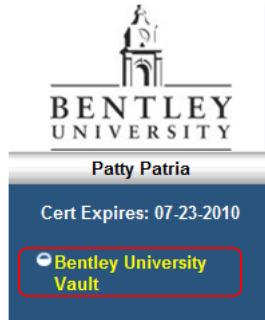 BENTLEY
UNIVERSITY
Patty Patria
Cert Expires: 07-23-2010
Bentley University
Vault